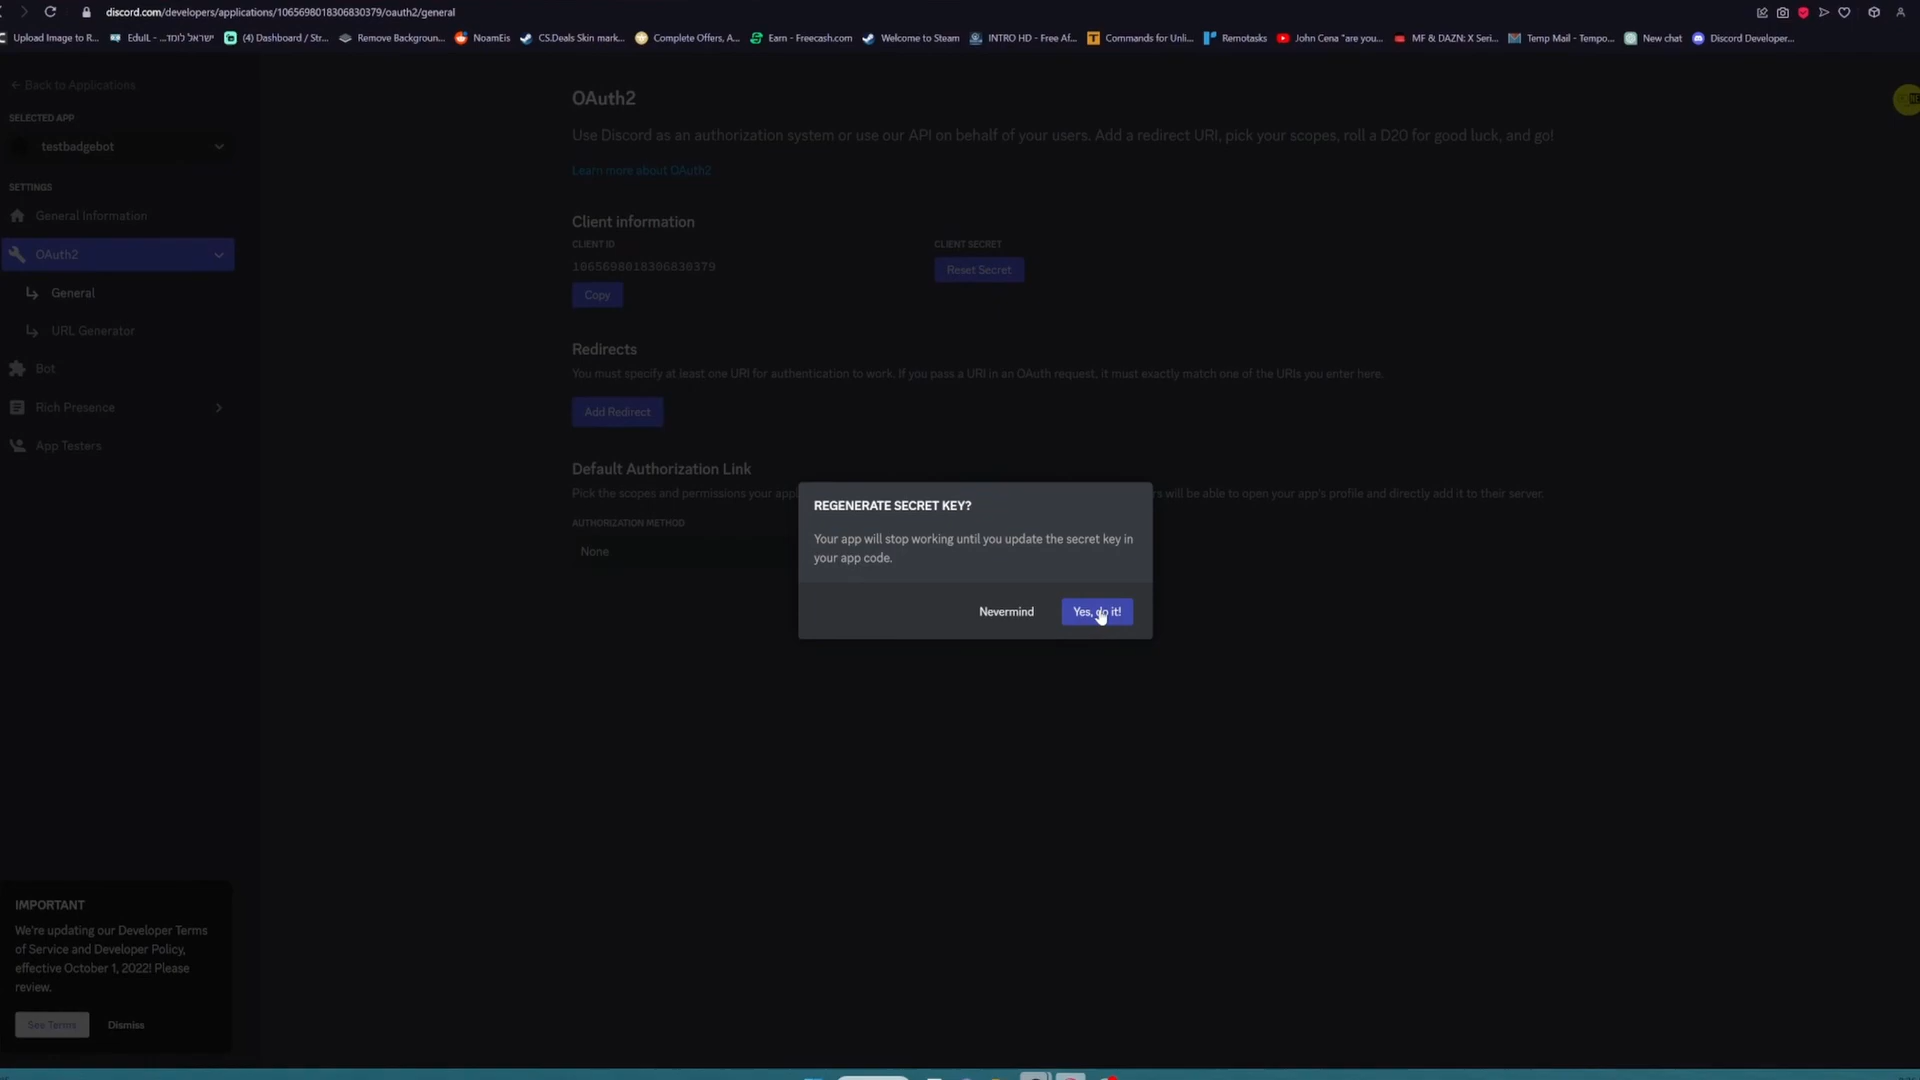 discord.com/developers/applications/1065698018306830379/oauth2/general
Upload Image to R... EduIL - ...ישראל לומד (4) Dashboard / Str... Remove Backgroun... NoamEis CS.Deals Skin mark... Complete Offers, A... Earn - Freecash.com Welcome to Steam INTRO HD - Free Af... Commands for Unli... Remotasks John Cena "are you... MF & DAZN: X Seri... Temp Mail - Tempo... New chat Discord Developer...
← Back to Applications
SELECTED APP
testbadgebot
SETTINGS
General Information
OAuth2
General
URL Generator
Bot
Rich Presence
App Testers
OAuth2
Use Discord as an authorization system or use our API on behalf of your users. Add a redirect URI, pick your scopes, roll a D20 for good luck, and go!
Learn more about OAuth2
Client information
CLIENT ID
1065698018306830379
Copy
CLIENT SECRET
Reset Secret
Redirects
You must specify at least one URI for authentication to work. If you pass a URI in an OAuth request, it must exactly match one of the URIs you enter here.
Add Redirect
Default Authorization Link
Pick the scopes and permissions your appl rs will be able to open your app's profile and directly add it to their server.
AUTHORIZATION METHOD
None
REGENERATE SECRET KEY?
Your app will stop working until you update the secret key in
your app code.
Nevermind
Yes, do it!
IMPORTANT
We're updating our Developer Terms
of Service and Developer Policy,
effective October 1, 2022! Please
review.
See Terms
Dismiss